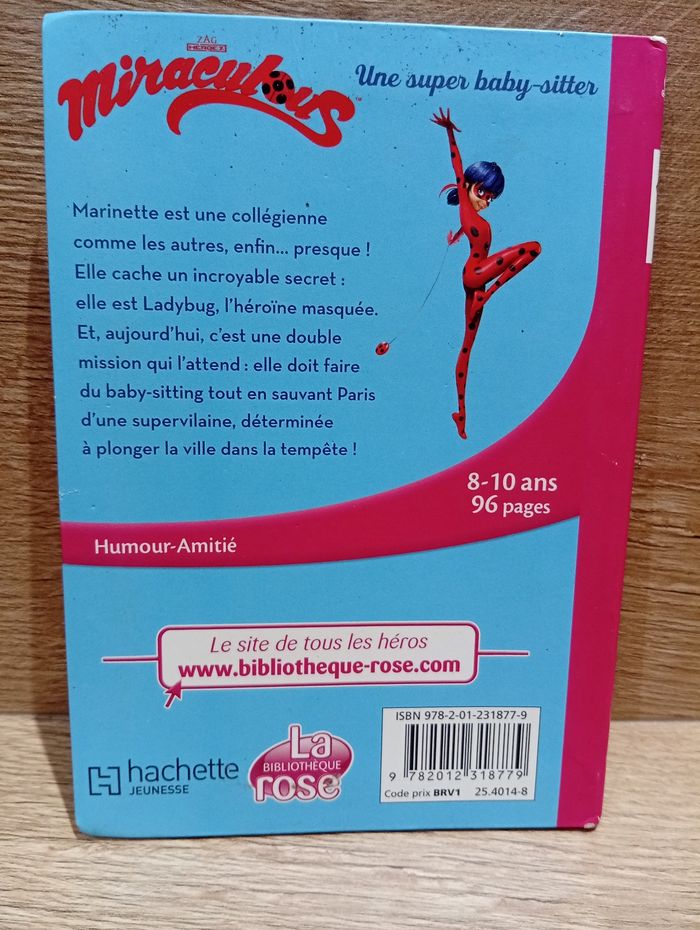 ZAG
HEROEZ
Miraculous™
Une super baby-sitter
Marinette est une collégienne
comme les autres, enfin... presque !
Elle cache un incroyable secret :
elle est Ladybug, l'héroïne masquée.
Et, aujourd'hui, c'est une double
mission qui l'attend : elle doit faire
du baby-sitting tout en sauvant Paris
d'une supervilaine, déterminée
à plonger la ville dans la tempête !
8-10 ans
96 pages
Humour-Amitié
Le site de tous les héros
www.bibliotheque-rose.com
hachette
JEUNESSE
La
BIBLIOTHÈQUE
rose
ISBN 978-2-01-231877-9
9 782012 318779
Code prix BRV1 25.4014-8